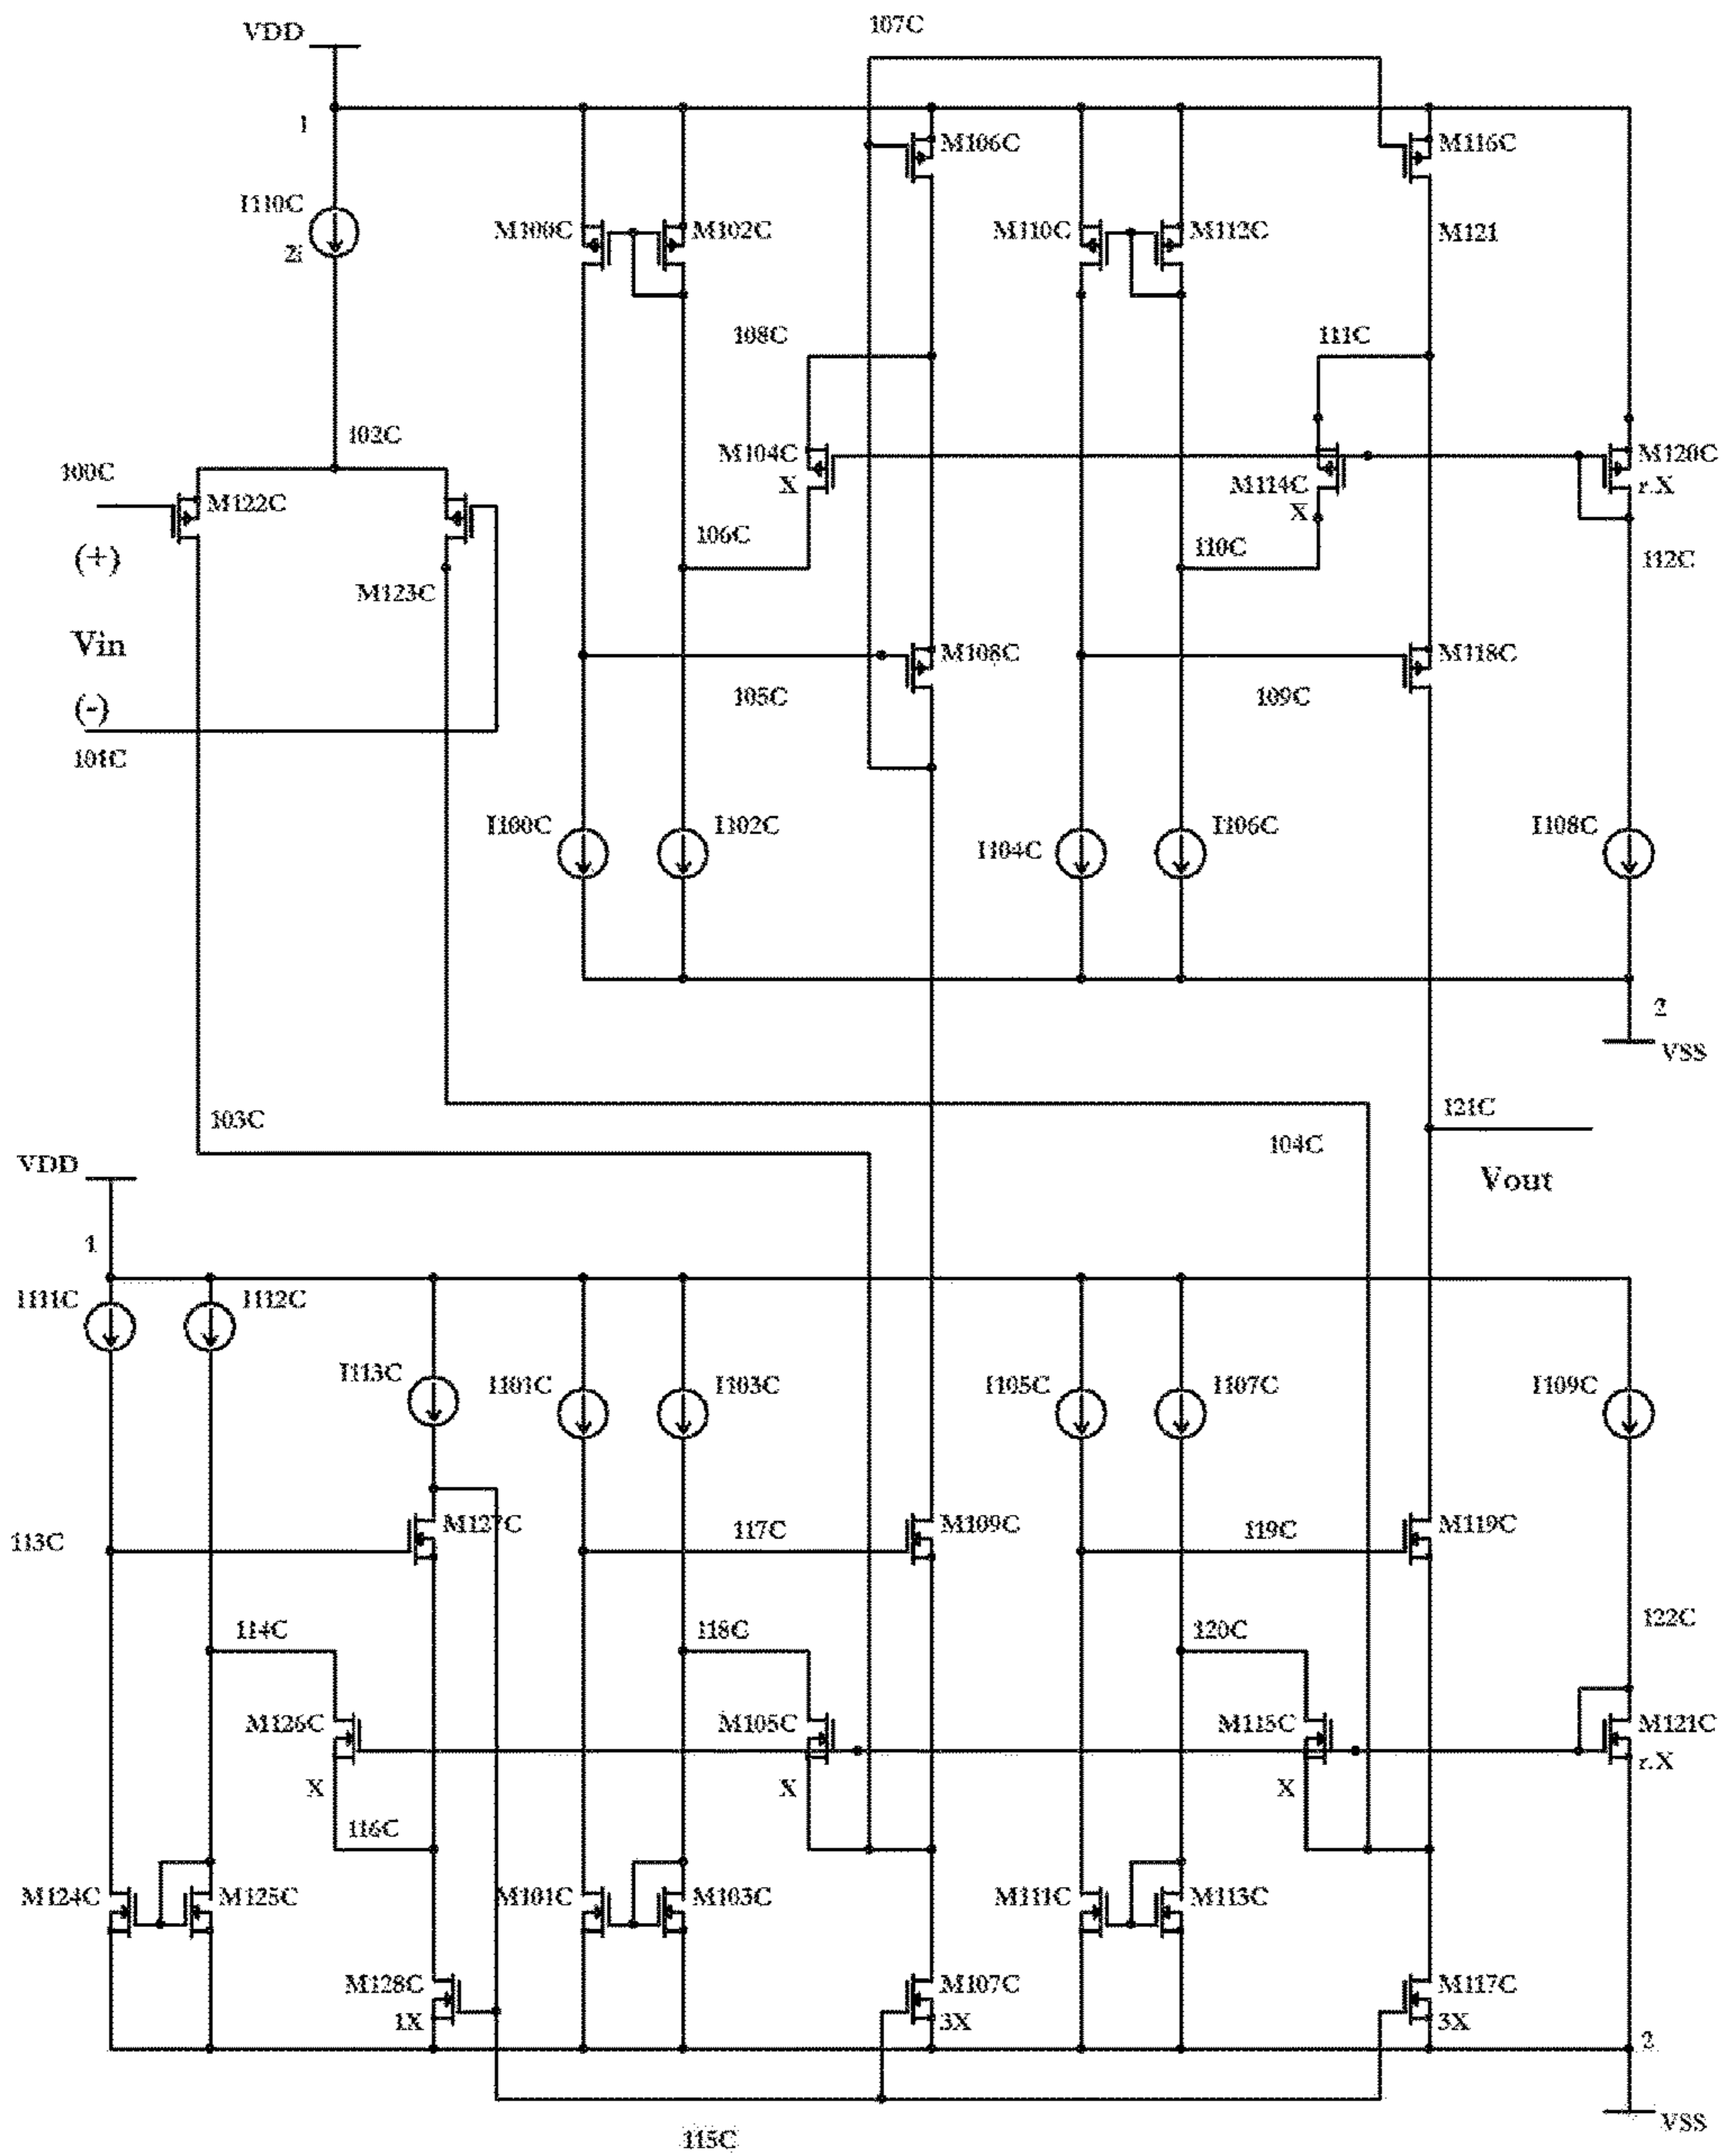 107C
VDD
1
M106C
M116C
I110C
2i
M100C
M102C
M110C
M112C
M121
108C
111C
102C
100C
M122C
M104C
X
M114C
X
M120C
r.X
(+)
106C
110C
112C
M123C
Vin
M108C
M118C
(-)
105C
109C
101C
I100C
I102C
I104C
I106C
I108C
2
VSS
103C
121C
104C
VDD
Vout
1
I111C
I112C
I113C
I101C
I103C
I105C
I107C
I109C
113C
M127C
117C
M109C
119C
M119C
114C
118C
120C
122C
M126C
M105C
M115C
M121C
X
X
X
r.X
116C
M124C
M125C
M101C
M103C
M111C
M113C
M128C
M107C
M117C
1X
3X
3X
2
VSS
115C